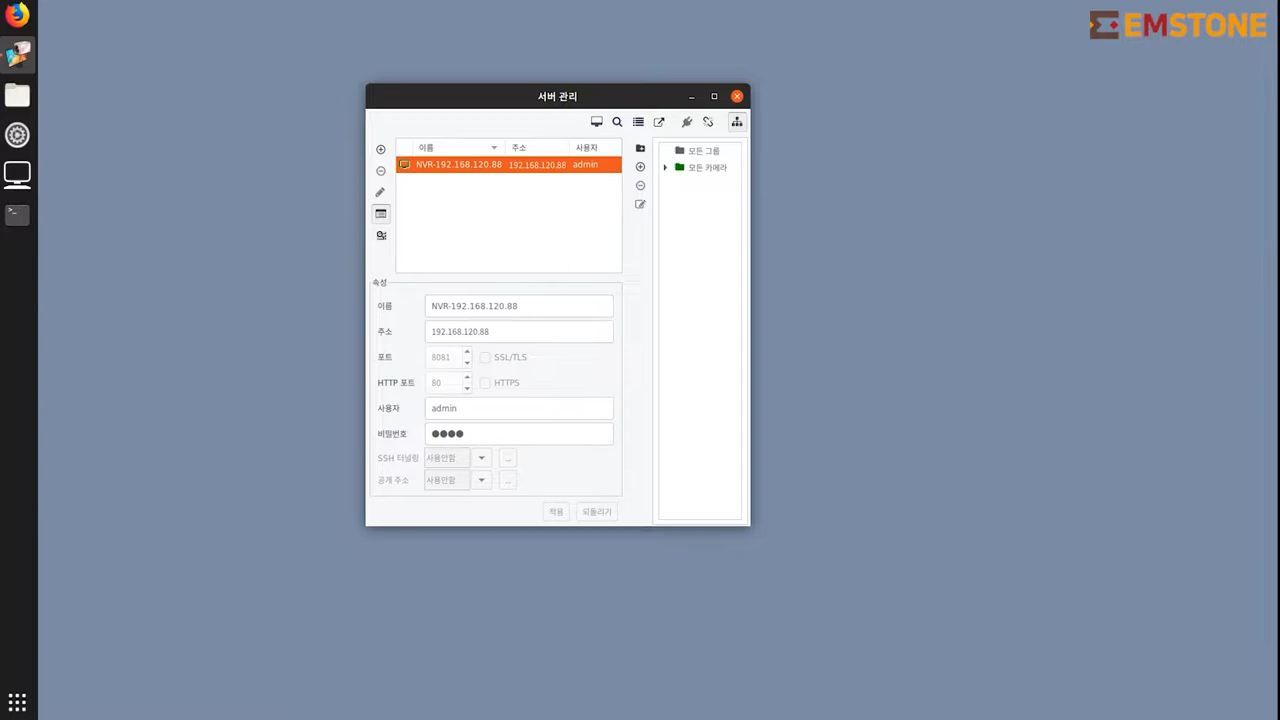 EMSTONE
서버 관리
이름 주소 사용자
NVR-192.168.120.88 192.168.120.88 admin
모든 그룹
모든 카메라
속성
이름 NVR-192.168.120.88
주소 192.168.120.88
포트 8081 SSL/TLS
HTTP 포트 80 HTTPS
사용자 admin
비밀번호 ●●●●
SSH 터널링 사용안함 ...
공개 주소 사용안함 ...
적용 되돌리기